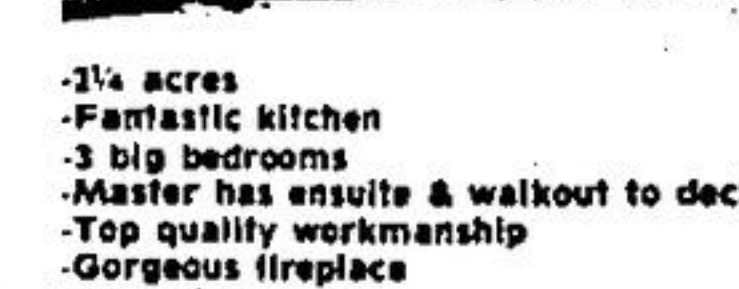 -1¼ acres
-Fantastic kitchen
-3 big bedrooms
-Master has ensuite & walkout to dec
-Top quality workmanship
-Gorgeous fireplace